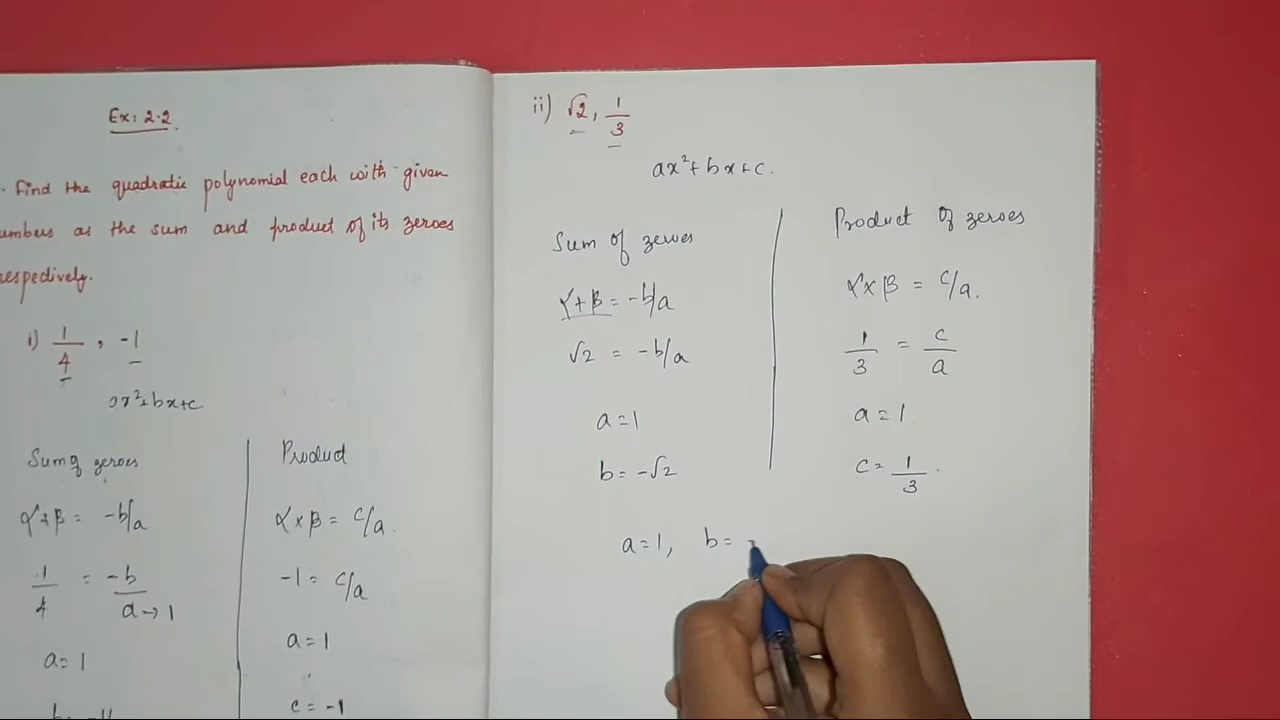 Ex: 2.2.
Find the quadratic polynomial each with given
umbers as the sum and product of its zeroes
respectively.
i) 1/4, -1
ax²+bx+c
Sum of zeroes
α+β = -b/a
1/4 = -b/a→1
a=1
Product
α×β = c/a.
-1 = c/a
a=1
c=-1
ii) √2, 1/3
ax²+bx+c.
Sum of zeroes
α+β = -b/a
√2 = -b/a
a=1
b=-√2
Product of zeroes
α×β = c/a.
1/3 = c/a
a=1
c=1/3.
a=1, b= -